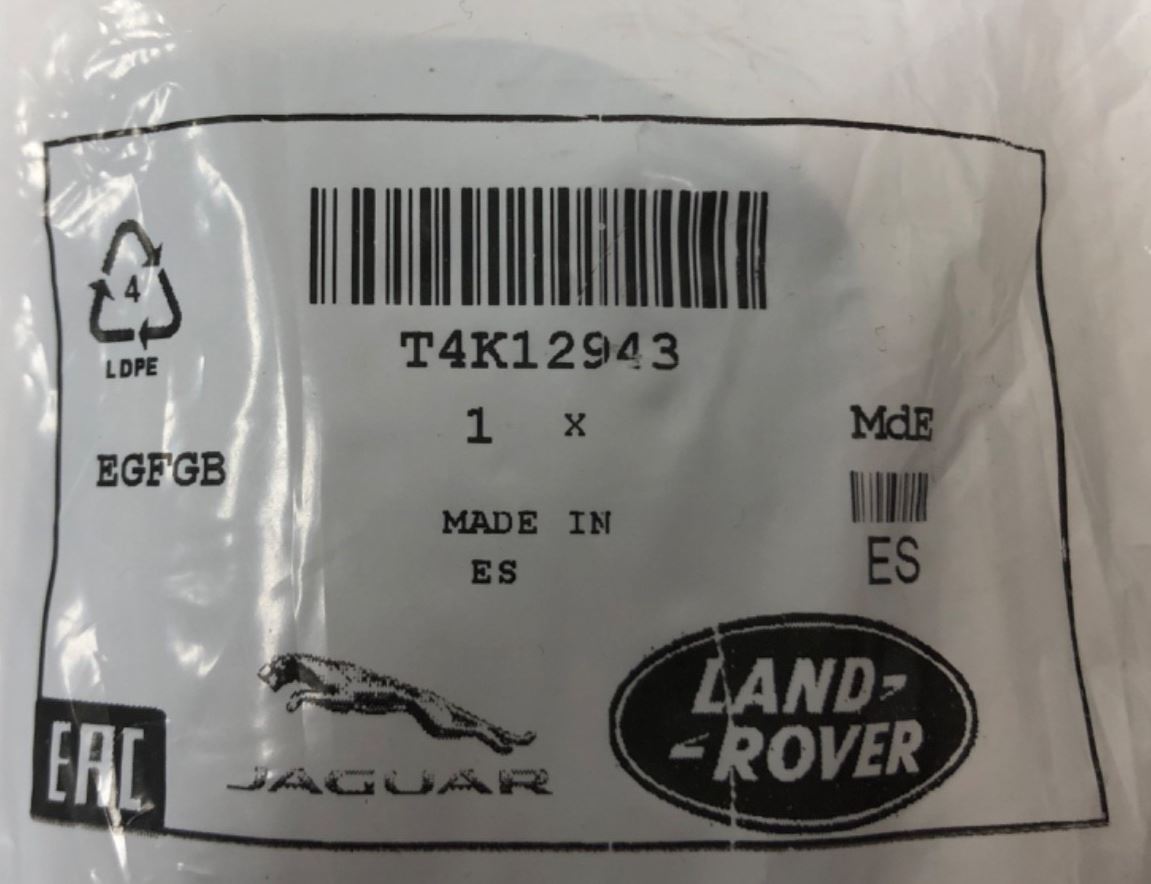 T4K12943
4
LDPE
1 x
MdE
EGFGB
MADE IN
ES
ES
EAC
JAGUAR
LAND-
-ROVER